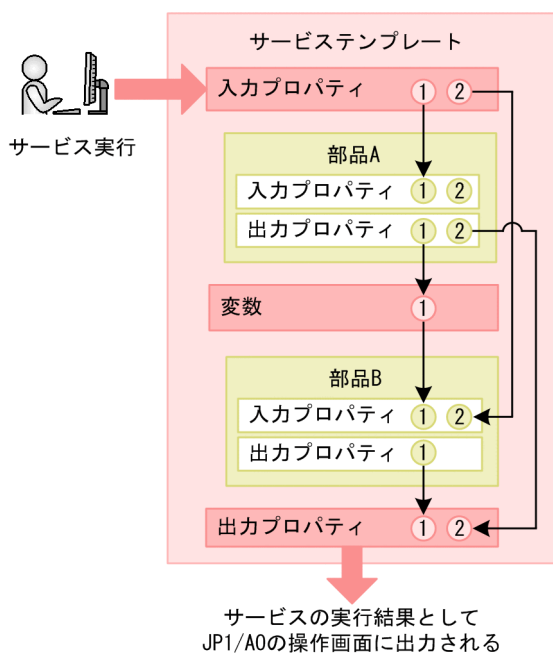 サービステンプレート
入力プロパティ 1 2
サービス実行
部品A
入力プロパティ 1 2
出力プロパティ 1 2
変数 1
部品B
入力プロパティ 1 2
出力プロパティ 1
出力プロパティ 1 2
サービスの実行結果として
JP1/AOの操作画面に出力される